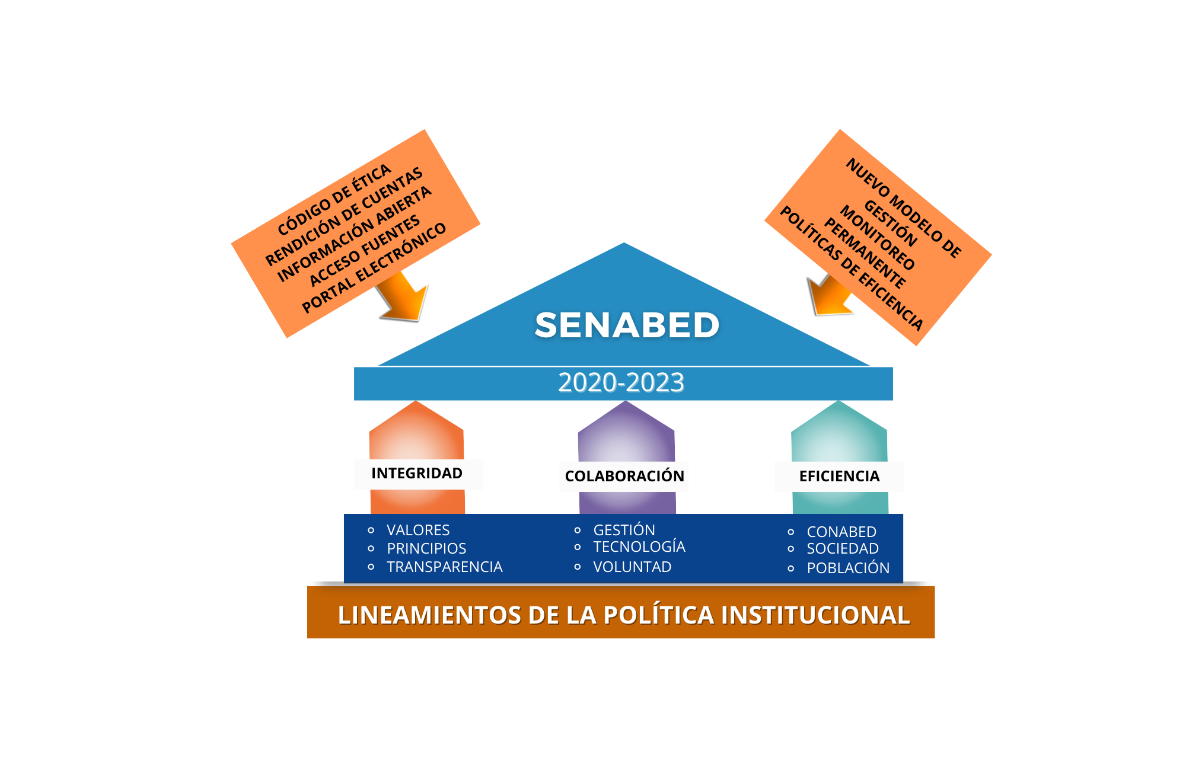 CÓDIGO DE ÉTICA
RENDICIÓN DE CUENTAS
INFORMACIÓN ABIERTA
ACCESO FUENTES
PORTAL ELECTRÓNICO
NUEVO MODELO DE
GESTIÓN
MONITOREO
PERMANENTE
POLÍTICAS DE EFICIENCIA
SENABED
2020-2023
INTEGRIDAD
COLABORACIÓN
EFICIENCIA
VALORES
PRINCIPIOS
TRANSPARENCIA
GESTIÓN
TECNOLOGÍA
VOLUNTAD
CONABED
SOCIEDAD
POBLACIÓN
LINEAMIENTOS DE LA POLÍTICA INSTITUCIONAL